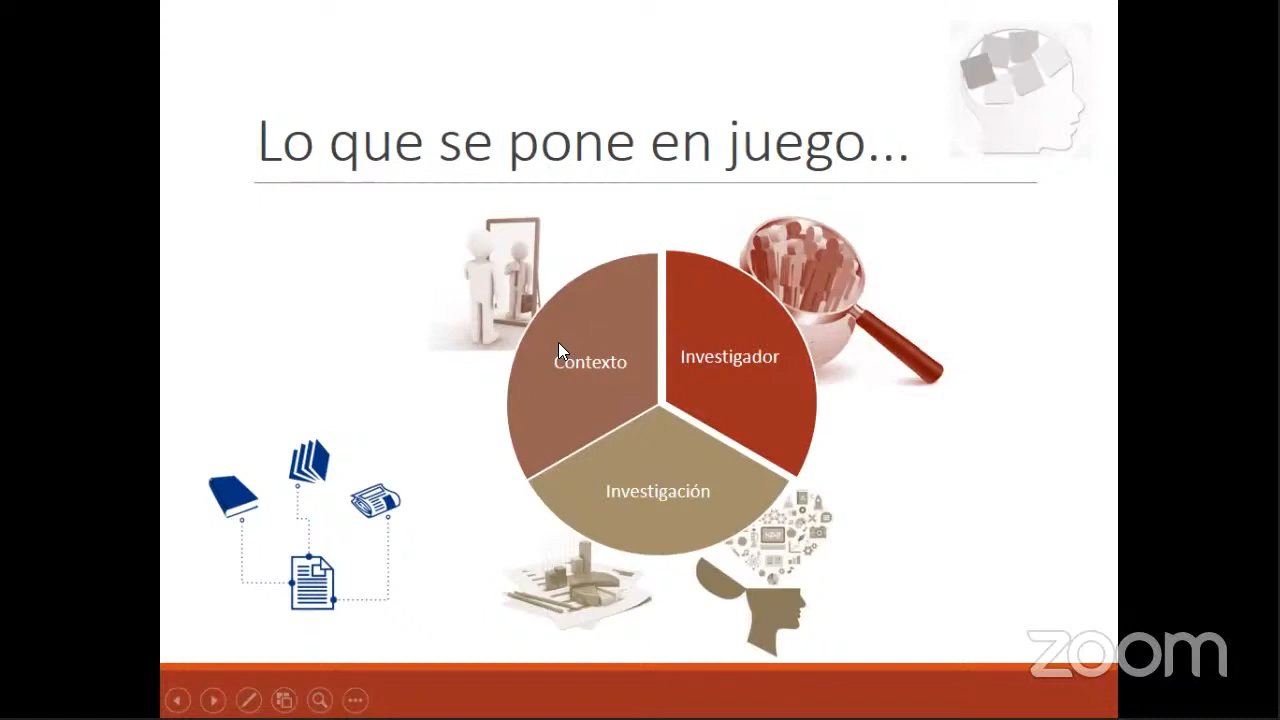 Lo que se pone en juego...
Contexto
Investigador
Investigación
zoom